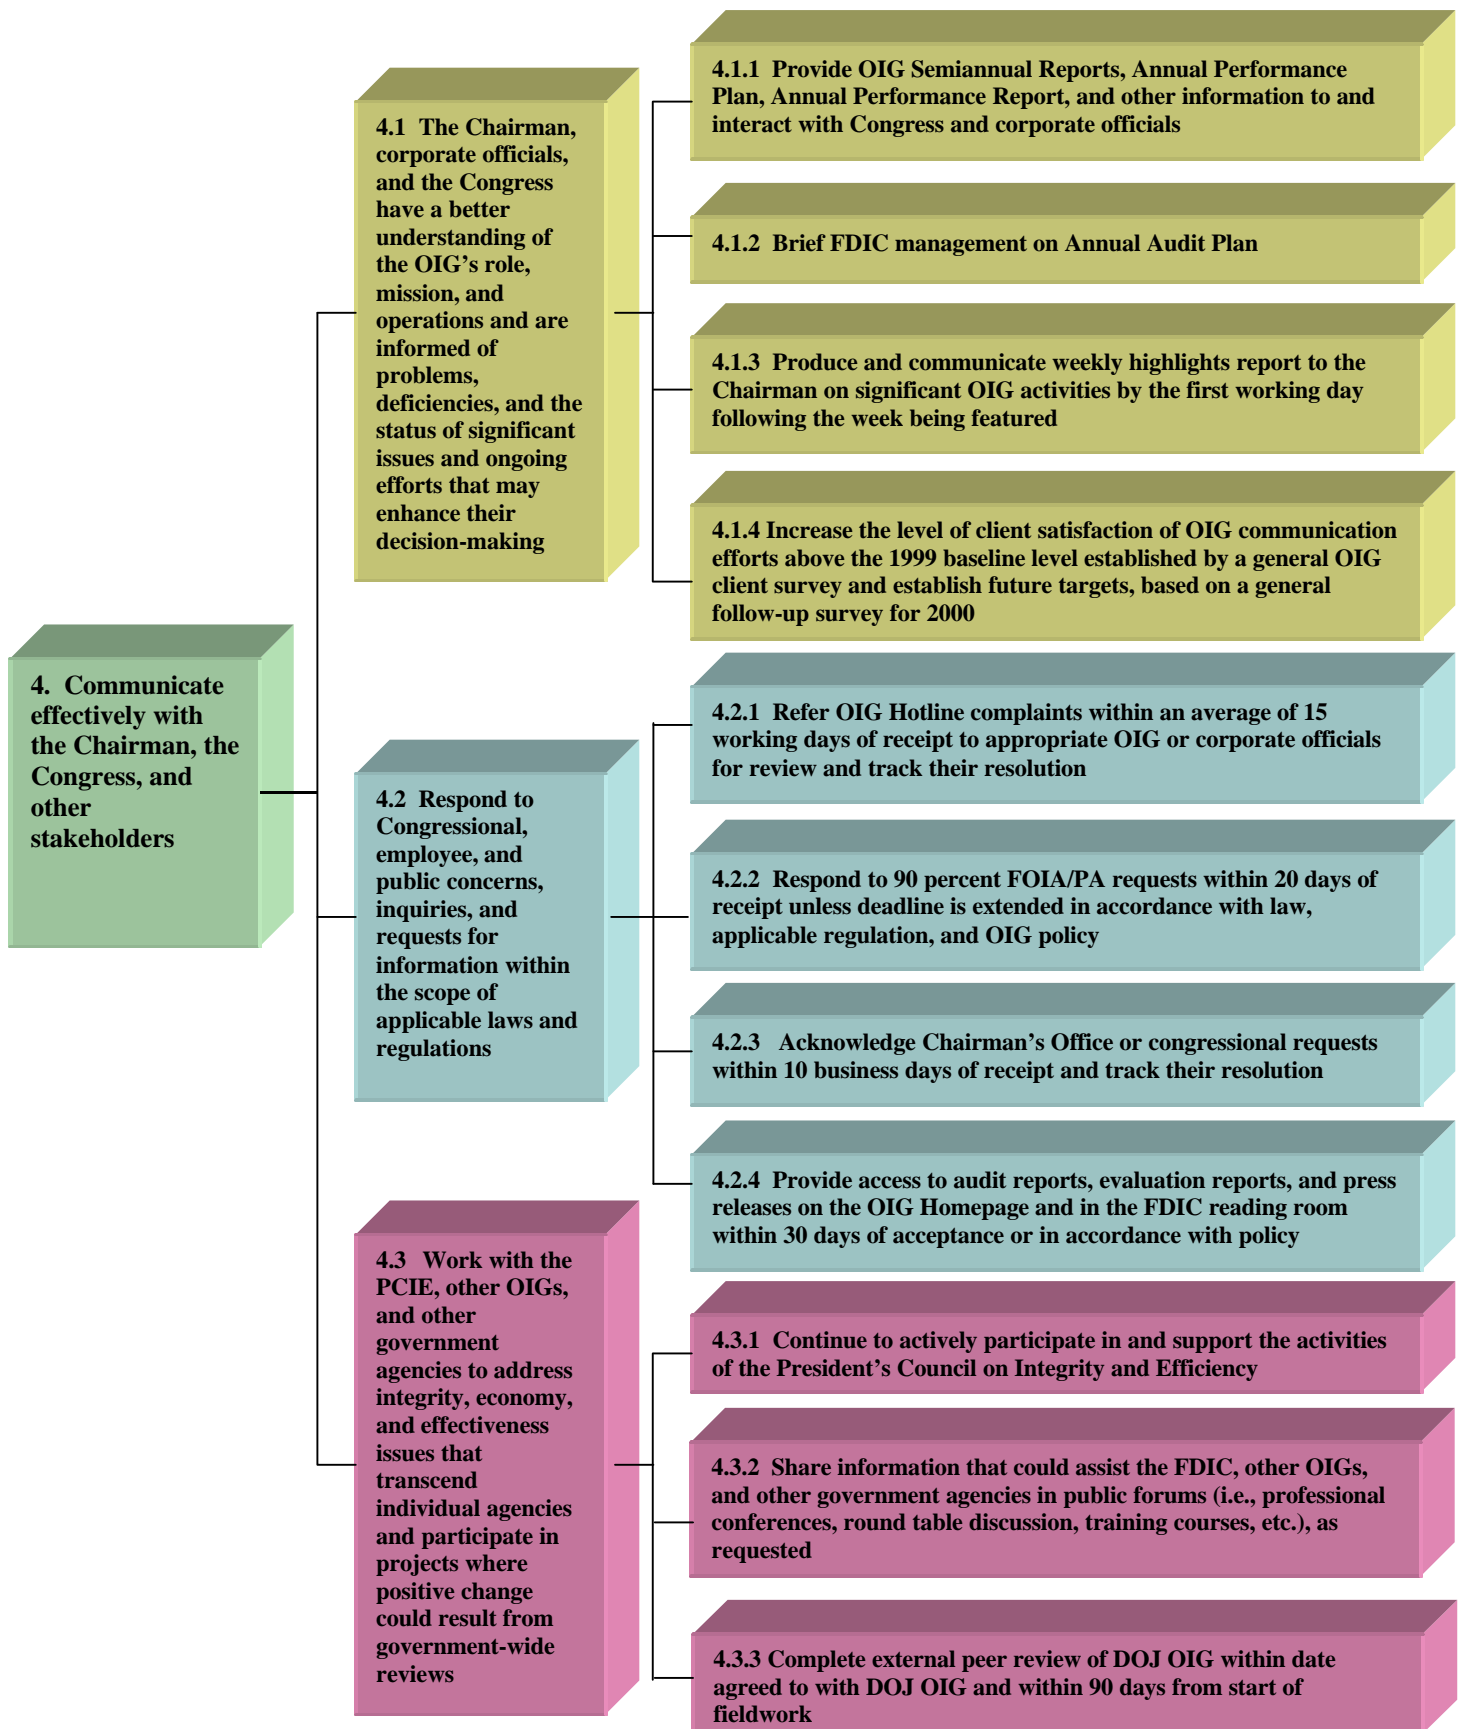 4. Communicate
effectively with
the Chairman, the
Congress, and
other
stakeholders
4.1 The Chairman,
corporate officials,
and the Congress
have a better
understanding of
the OIG’s role,
mission, and
operations and are
informed of
problems,
deficiencies, and the
status of significant
issues and ongoing
efforts that may
enhance their
decision-making
4.1.1 Provide OIG Semiannual Reports, Annual Performance
Plan, Annual Performance Report, and other information to and
interact with Congress and corporate officials
4.1.2 Brief FDIC management on Annual Audit Plan
4.1.3 Produce and communicate weekly highlights report to the
Chairman on significant OIG activities by the first working day
following the week being featured
4.1.4 Increase the level of client satisfaction of OIG communication
efforts above the 1999 baseline level established by a general OIG
client survey and establish future targets, based on a general
follow-up survey for 2000
4.2 Respond to
Congressional,
employee, and
public concerns,
inquiries, and
requests for
information within
the scope of
applicable laws and
regulations
4.2.1 Refer OIG Hotline complaints within an average of 15
working days of receipt to appropriate OIG or corporate officials
for review and track their resolution
4.2.2 Respond to 90 percent FOIA/PA requests within 20 days of
receipt unless deadline is extended in accordance with law,
applicable regulation, and OIG policy
4.2.3 Acknowledge Chairman’s Office or congressional requests
within 10 business days of receipt and track their resolution
4.2.4 Provide access to audit reports, evaluation reports, and press
releases on the OIG Homepage and in the FDIC reading room
within 30 days of acceptance or in accordance with policy
4.3 Work with the
PCIE, other OIGs,
and other
government
agencies to address
integrity, economy,
and effectiveness
issues that
transcend
individual agencies
and participate in
projects where
positive change
could result from
government-wide
reviews
4.3.1 Continue to actively participate in and support the activities
of the President’s Council on Integrity and Efficiency
4.3.2 Share information that could assist the FDIC, other OIGs,
and other government agencies in public forums (i.e., professional
conferences, round table discussion, training courses, etc.), as
requested
4.3.3 Complete external peer review of DOJ OIG within date
agreed to with DOJ OIG and within 90 days from start of
fieldwork